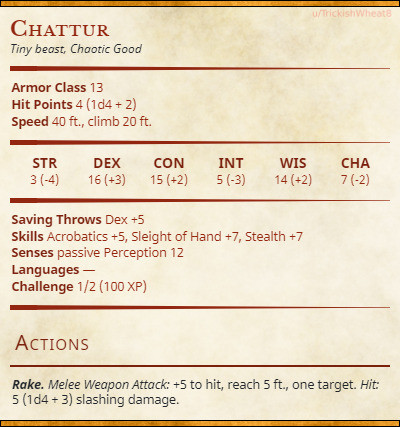 u/TrickishWheat8
Chattur
Tiny beast, Chaotic Good
Armor Class 13
Hit Points 4 (1d4 + 2)
Speed 40 ft., climb 20 ft.
STR DEX CON INT WIS CHA
3 (-4) 16 (+3) 15 (+2) 5 (-3) 14 (+2) 7 (-2)
Saving Throws Dex +5
Skills Acrobatics +5, Sleight of Hand +7, Stealth +7
Senses passive Perception 12
Languages —
Challenge 1/2 (100 XP)
Actions
Rake. Melee Weapon Attack: +5 to hit, reach 5 ft., one target. Hit:
5 (1d4 + 3) slashing damage.